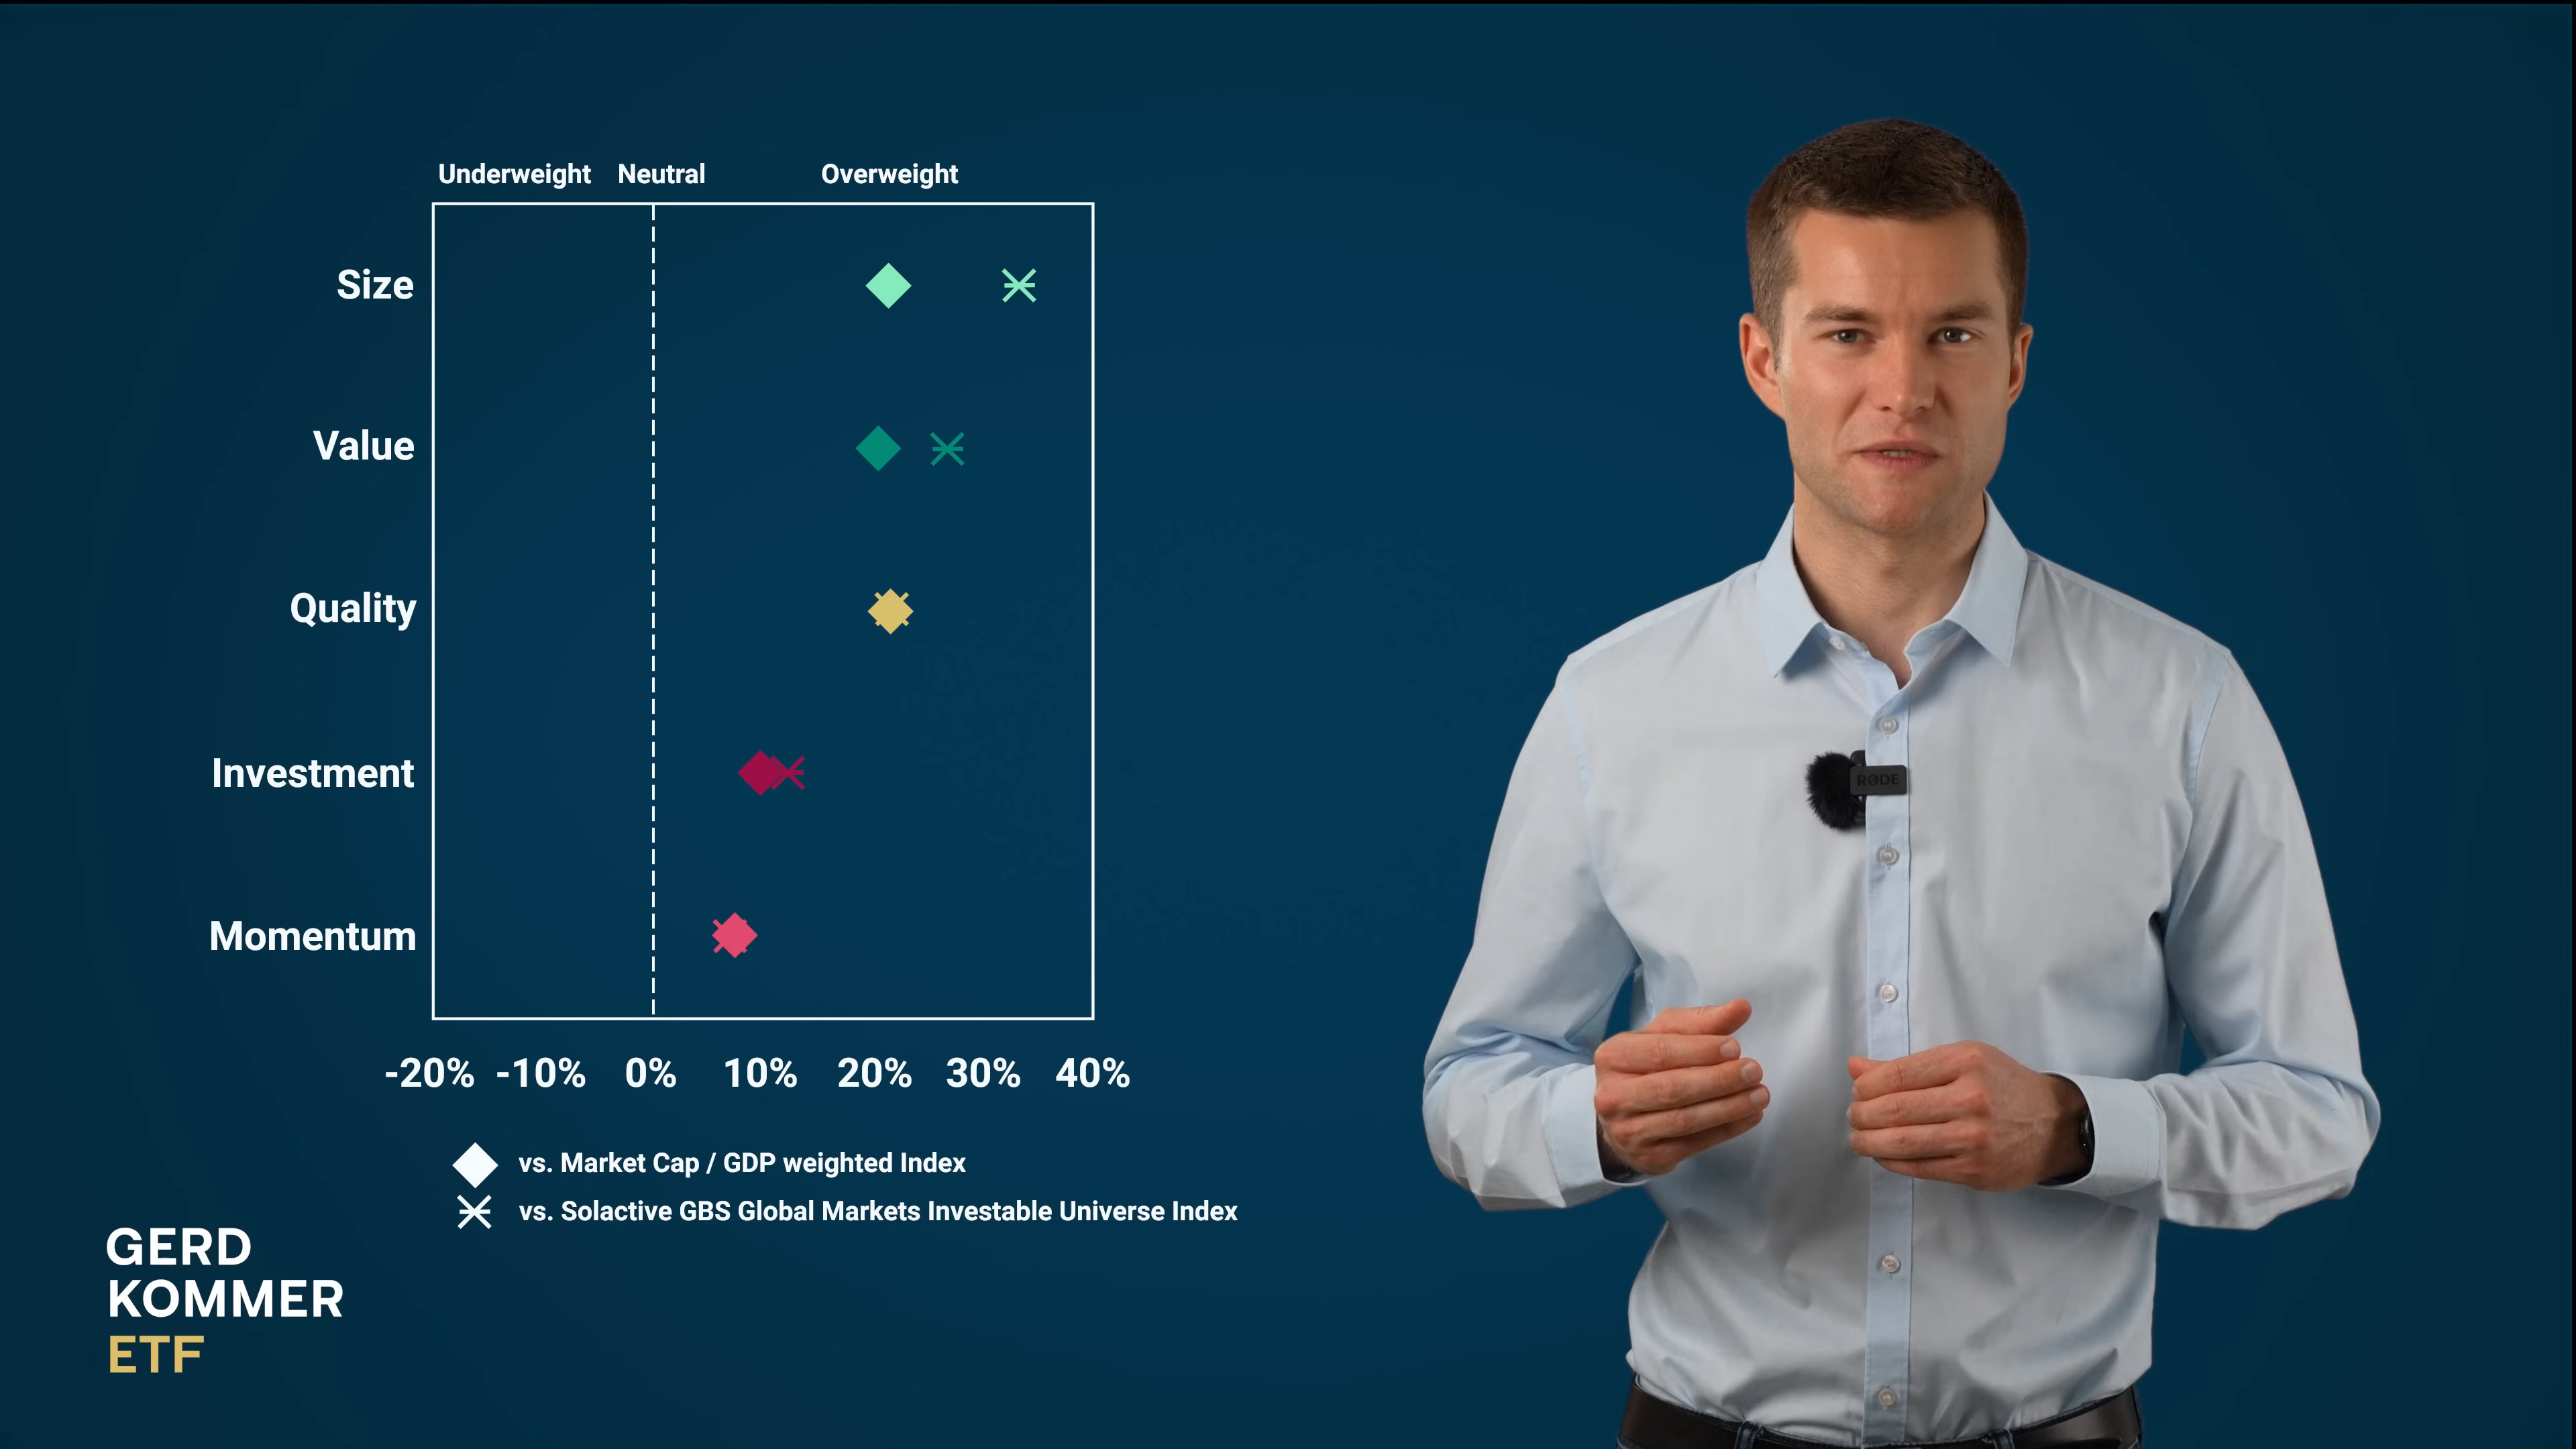 Underweight Neutral Overweight
Size
Value
Quality
Investment
Momentum
-20% -10% 0% 10% 20% 30% 40%
vs. Market Cap / GDP weighted Index
vs. Solactive GBS Global Markets Investable Universe Index
GERD
KOMMER
ETF
RØDE